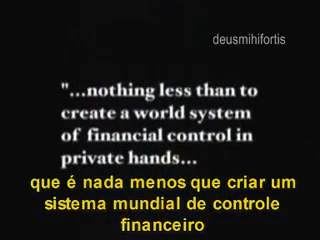 deusmihifortis
"...nothing less than to
create a world system
of financial control in
private hands...
que é nada menos que criar um
sistema mundial de controle
financeiro